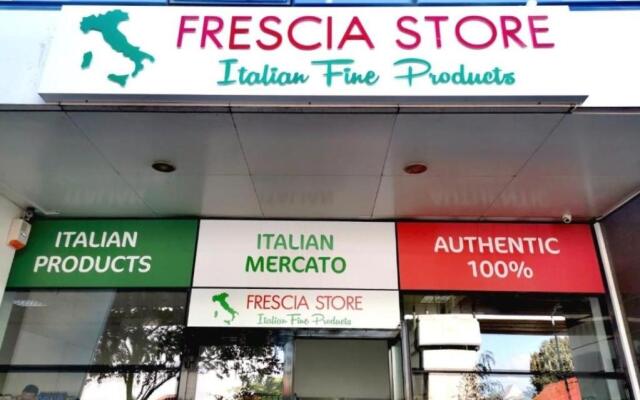 FRESCIA STORE
Italian Fine Products
ITALIAN
PRODUCTS
ITALIAN
MERCATO
AUTHENTIC
100%
FRESCIA STORE
Italian Fine Products